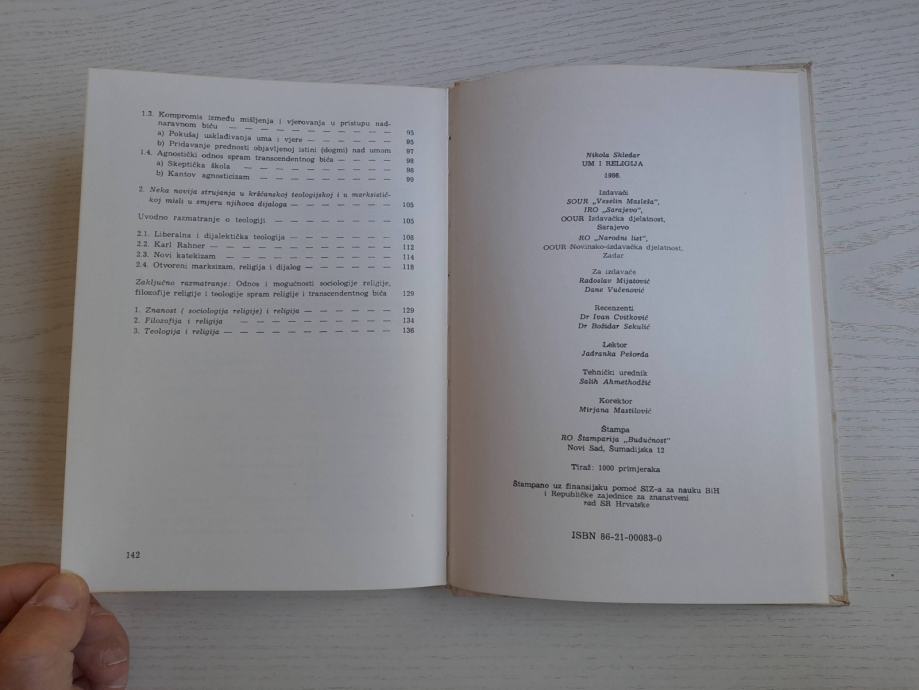 1.3. Kompromis između mišljenja i vjerovanja u pristupu nad-
naravnom biću — — — — — — — — — — — 95
a) Pokušaj usklađivanja uma i vjere — — — — — — 95
b) Pridavanje prednosti objavljenoj istini (dogmi) nad umom 97
1.4. Agnostički odnos spram transcendentnog bića — — — — 98
a) Skeptička škola — — — — — — — — — — 98
b) Kantov agnosticizam — — — — — — — — — 99
2. Neka novija strujanja u kršćanskoj teologijskoj i u marksistič-
koj misli u smjeru njihova dijaloga — — — — — — — 105
Uvodno razmatranje o teologiji — — — — — — — — 105
2.1. Liberalna i dijalektička teologija — — — — — — — 108
2.2. Karl Rahner — — — — — — — — — — — — 112
2.3. Novi katekizam — — — — — — — — — — — 114
2.4. Otvoreni marksizam, religija i dijalog — — — — — — 118
Zaključno razmatranje: Odnos i mogućnosti sociologije religije,
filozofije religije i teologije spram religije i transcendentnog bića 129
1. Znanost ( sociologija religije) i religija — — — — — — 129
2. Filozofija i religija — — — — — — — — — — — 134
3. Teologija i religija — — — — — — — — — — — 136
142
Nikola Skledar
UM I RELIGIJA
1986.
Izdavači
SOUR „Veselin Masleša",
IRO „Sarajevo",
OOUR Izdavačka djelatnost,
Sarajevo
RO „Narodni list",
OOUR Novinsko-izdavačka djelatnost,
Zadar
Za izdavače
Radoslav Mijatović
Dane Vučenović
Recenzenti
Dr Ivan Cvitković
Dr Božidar Sekulić
Lektor
Jadranka Pešorda
Tehnički urednik
Salih Ahmethodžić
Korektor
Mirjana Mastilović
Štampa
RO Štamparija „Budućnost"
Novi Sad, Šumadijska 12
Tiraž: 1000 primjeraka
Štampano uz finansijsku pomoć SIZ-a za nauku BiH
i Republičke zajednice za znanstveni
rad SR Hrvatske
ISBN 86-21-00083-0